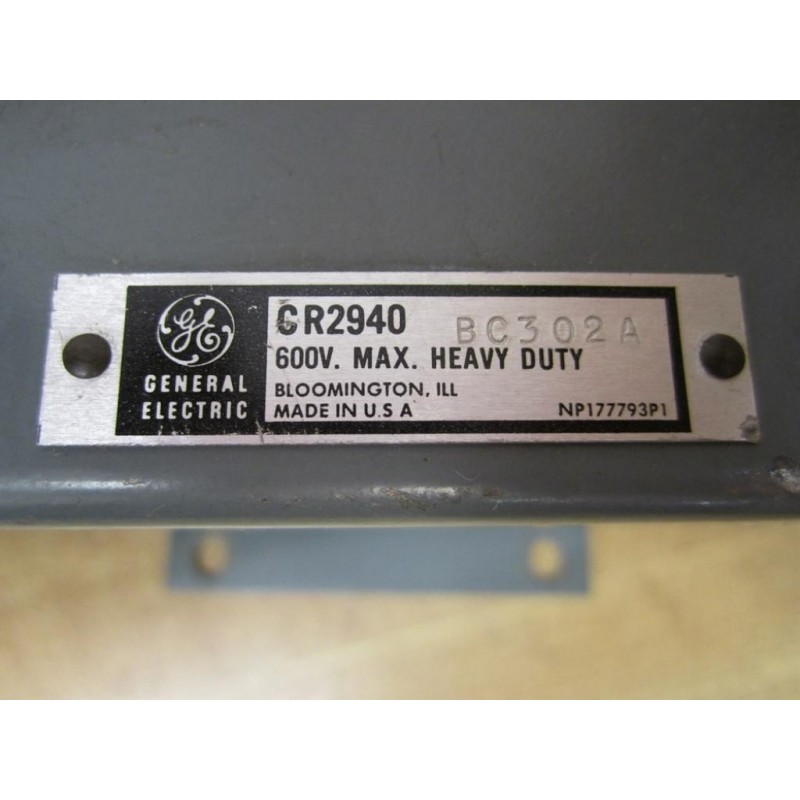 GE
GENERAL
ELECTRIC
CR2940 BC302A
600V. MAX. HEAVY DUTY
BLOOMINGTON, ILL
MADE IN U.S A NP177793P1